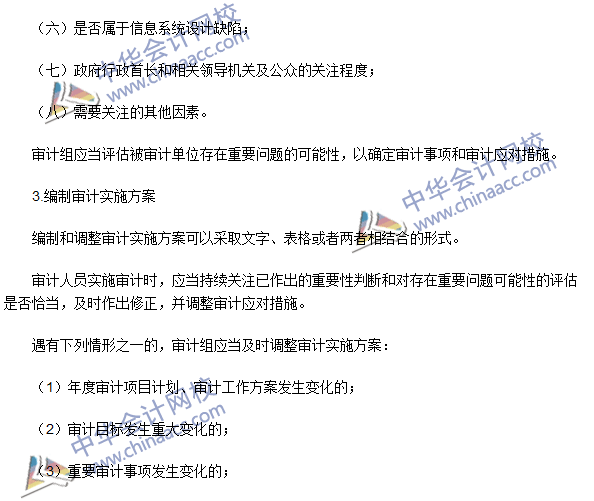 （六）是否属于信息系统设计缺陷；
（七）政府行政首长和相关领导机关及公众的关注程度；
（八）需要关注的其他因素。
审计组应当评估被审计单位存在重要问题的可能性，以确定审计事项和审计应对措施。
3.编制审计实施方案
编制和调整审计实施方案可以采取文字、表格或者两者相结合的形式。
审计人员实施审计时，应当持续关注已作出的重要性判断和对存在重要问题可能性的评估
是否恰当，及时作出修正，并调整审计应对措施。
遇有下列情形之一的，审计组应当及时调整审计实施方案：
（1）年度审计项目计划、审计工作方案发生变化的；
（2）审计目标发生重大变化的；
（3）重要审计事项发生变化的；
中华会计网校
www.chinaacc.com
中华会计网校
www.chinaacc.com
中华会计网校
www.chinaacc.com